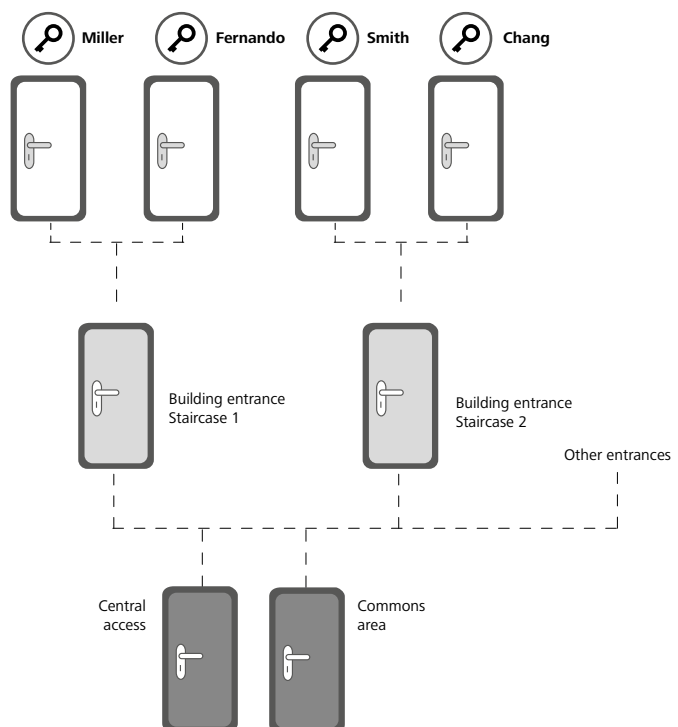 Miller
Fernando
Smith
Chang
Building entrance
Staircase 1
Building entrance
Staircase 2
Other entrances
Central
access
Commons
area